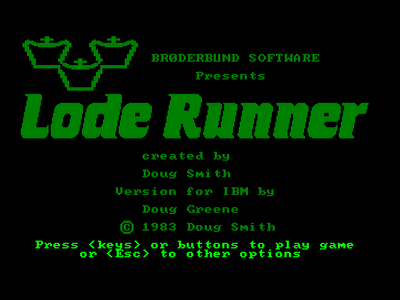 BRØDERBUND SOFTWARE
Presents
Lode Runner
created by
Doug Smith
Version for IBM by
Doug Greene
© 1983 Doug Smith
Press <keys> or buttons to play game
or <Esc> to other options